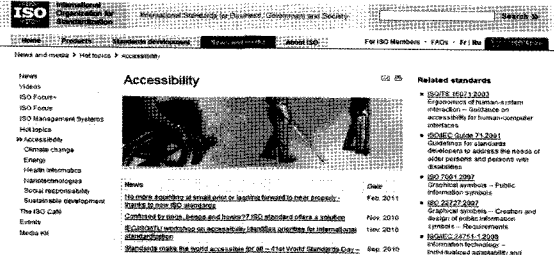 ISO
International
Organization for
Standardization
International Standards for Business, Government and Society
Search »
Home
Products
Standards development
News and media
About ISO
For ISO Members • FAQs • Fr | Ru
News and media > Hot topics > Accessibility
News
Videos
ISO Focus+
ISO Focus
ISO Management Systems
Hot topics
» Accessibility
Climate change
Energy
Health informatics
Nanotechnologies
Social responsibility
Sustainable development
The ISO Café
Events
Media kit
Accessibility
News Date
No more squinting at small print or leaning forward to hear properly - Feb. 2011
thanks to new ISO standards
Confused by pings, beeps and honks?? ISO standard offers a solution Nov. 2010
IEC/ISO/ITU workshop on accessibility identifies priorities for international Nov. 2010
standardization
Standards make the world accessible for all – 41st World Standards Day – Sep. 2010
Related standards
ISO/TS 16071:2003
Ergonomics of human-system
interaction – Guidance on
accessibility for human-computer
interfaces
ISO/IEC Guide 71:2001
Guidelines for standards
developers to address the needs of
older persons and persons with
disabilities
ISO 7001:2007
Graphical symbols – Public
information symbols
ISO 22727:2007
Graphical symbols – Creation and
design of public information
symbols – Requirements
ISO/IEC 24751-1:2008
Information technology –
Individualized adaptability and